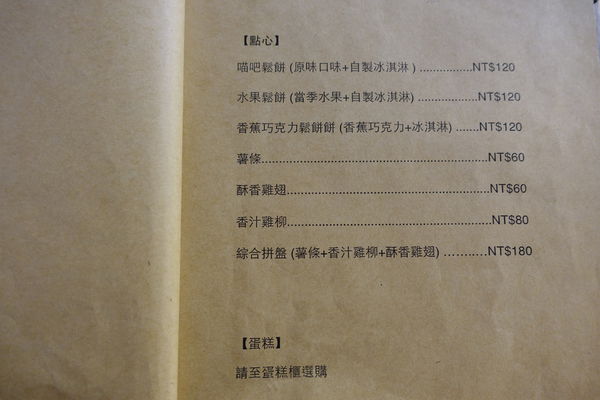 【點心】
喵吧鬆餅 (原味口味+自製冰淇淋 ) ................NT$120
水果鬆餅 (當季水果+自製冰淇淋) ..................NT$120
香蕉巧克力鬆餅餅 (香蕉巧克力+冰淇淋) .......NT$120
薯條................................................................NT$60
酥香雞翅.........................................................NT$60
香汁雞柳.........................................................NT$80
綜合拼盤 (薯條+香汁雞柳+酥香雞翅) …………NT$180
【蛋糕】
請至蛋糕櫃選購